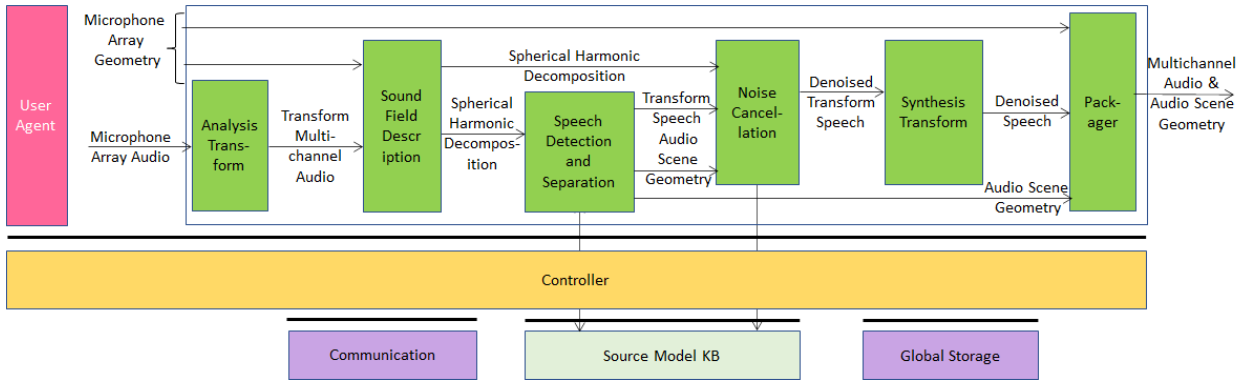 User
Agent
Microphone
Array
Geometry
Microphone
Array Audio
Analysis
Trans-
form
Transform
Multi-
channel
Audio
Sound
Field
Descr
iption
Spherical Harmonic
Decomposition
Spherical
Harmonic
Decompos-
ition
Speech
Detection
and
Separation
Transform
Speech
Audio
Scene
Geometry
Noise
Cancel-
lation
Denoised
Transform
Speech
Synthesis
Transform
Denoised
Speech
Audio Scene
Geometry
Pack-
ager
Multichannel
Audio &
Audio Scene
Geometry
Controller
Communication
Source Model KB
Global Storage